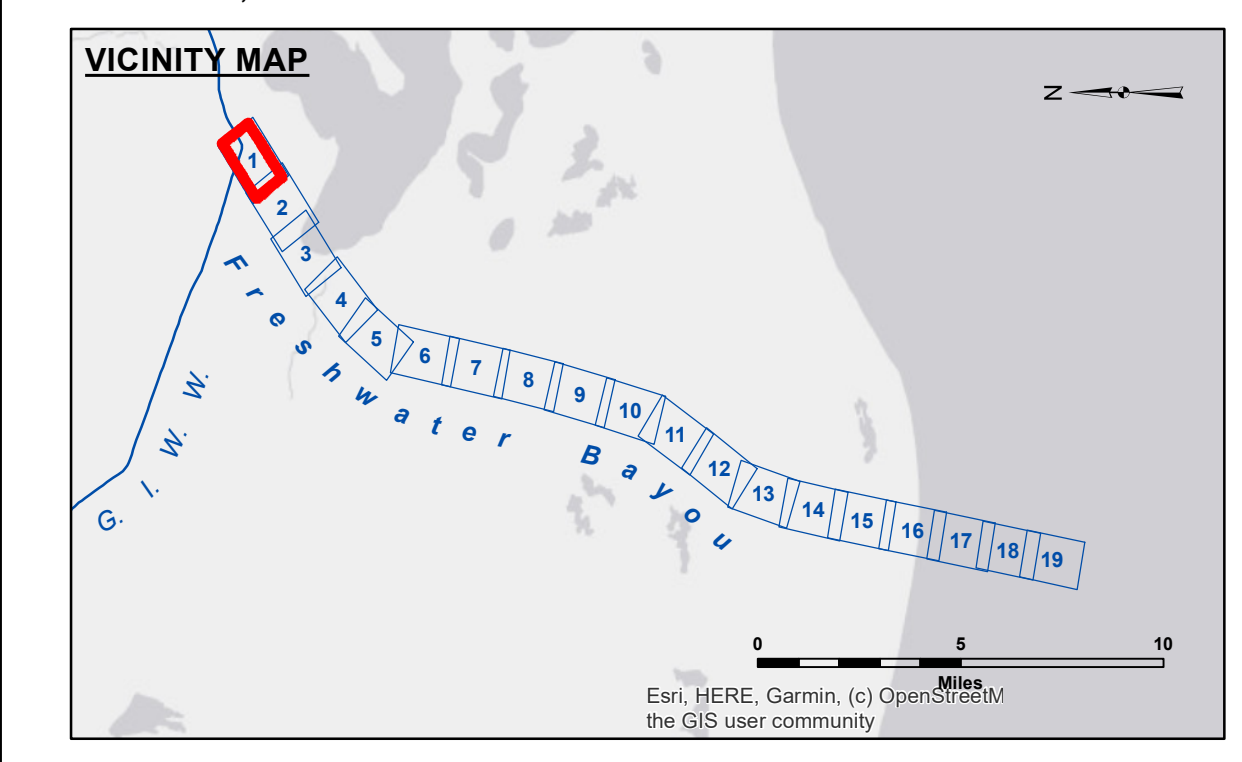 VICINITY MAP
N
1
2
3
4
5
6
7
8
9
10
11
12
13
14
15
16
17
18
19
Freshwater Bayou
G. I. W. W.
0 5 10
Miles
Esri, HERE, Garmin, (c) OpenStreetM
the GIS user community